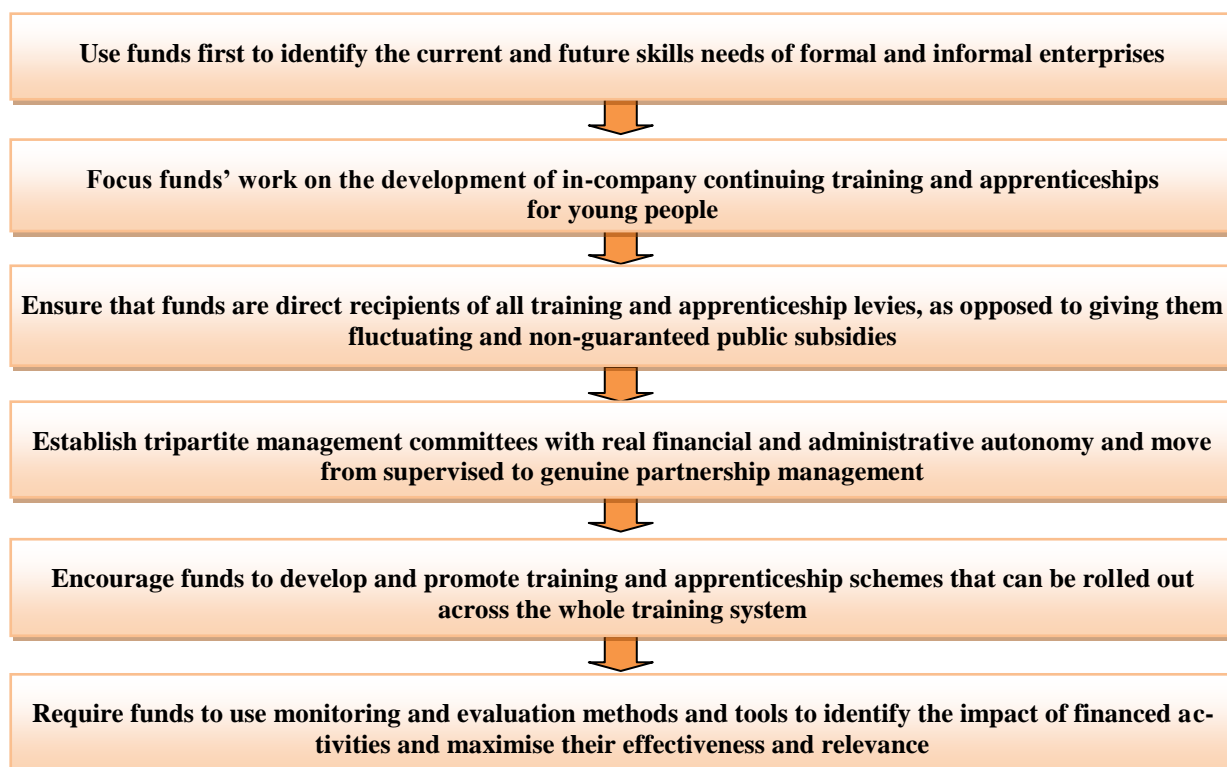 Use funds first to identify the current and future skills needs of formal and informal enterprises
Focus funds’ work on the development of in-company continuing training and apprenticeships
for young people
Ensure that funds are direct recipients of all training and apprenticeship levies, as opposed to giving them
fluctuating and non-guaranteed public subsidies
Establish tripartite management committees with real financial and administrative autonomy and move
from supervised to genuine partnership management
Encourage funds to develop and promote training and apprenticeship schemes that can be rolled out
across the whole training system
Require funds to use monitoring and evaluation methods and tools to identify the impact of financed ac-
tivities and maximise their effectiveness and relevance